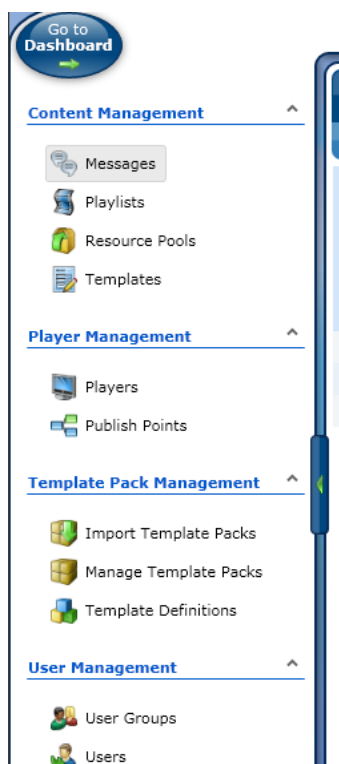 Go to
Dashboard
Content Management
Messages
Playlists
Resource Pools
Templates
Player Management
Players
Publish Points
Template Pack Management
Import Template Packs
Manage Template Packs
Template Definitions
User Management
User Groups
Users